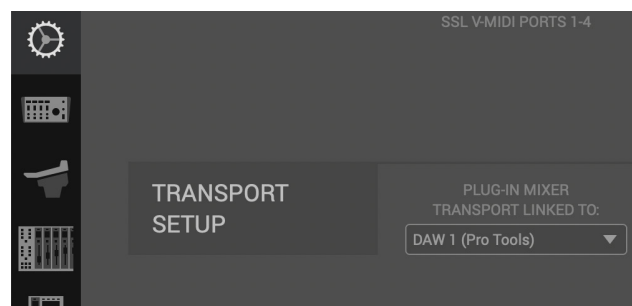 SSL V-MIDI PORTS 1-4
TRANSPORT
SETUP
PLUG-IN MIXER
TRANSPORT LINKED TO:
DAW 1 (Pro Tools)